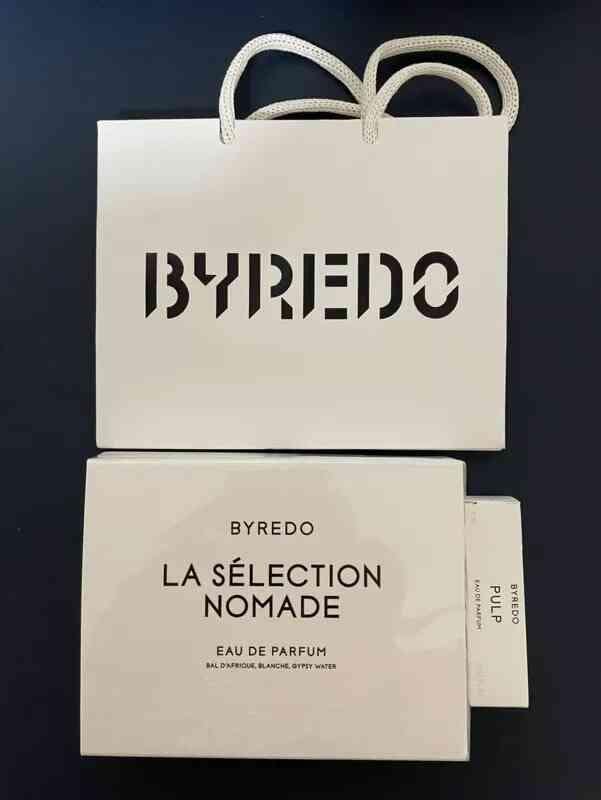 BYREDO
BYREDO
LA SÉLECTION
NOMADE
EAU DE PARFUM
BAL D'AFRIQUE, BLANCHE, GYPSY WATER
BYREDO
PULP
EAU DE PARFUM